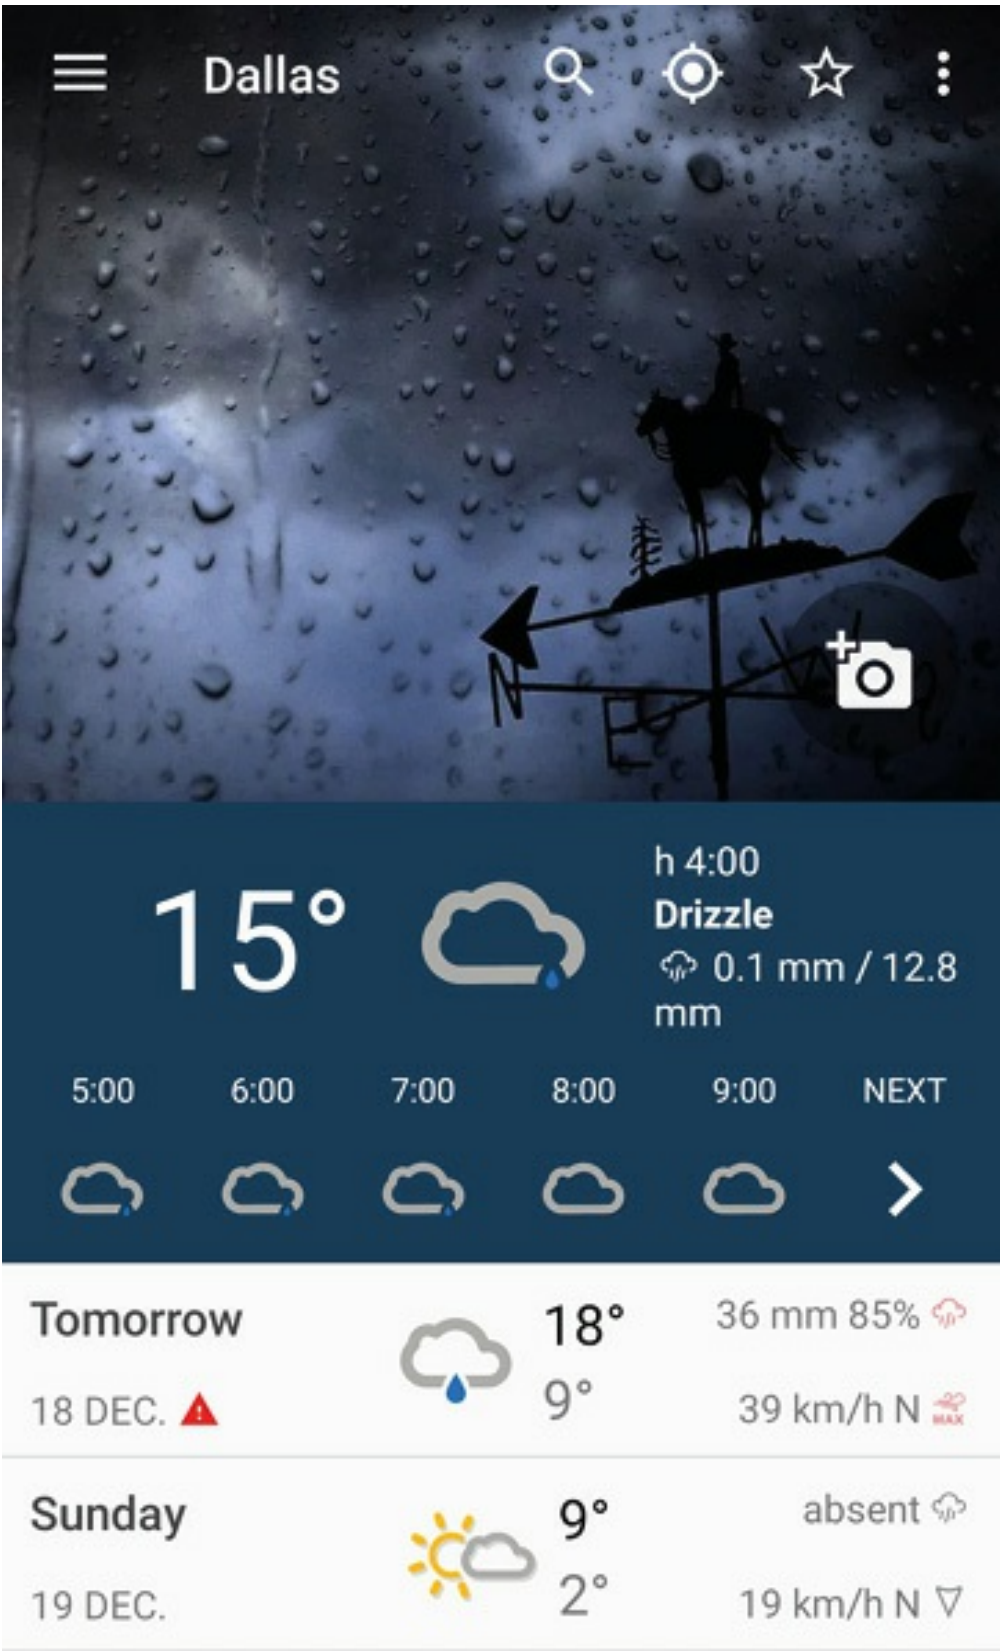 Dallas
N
E
15°
h 4:00
Drizzle
0.1 mm / 12.8
mm
5:00 6:00 7:00 8:00 9:00 NEXT
Tomorrow
18°
36 mm 85%
18 DEC.
9°
39 km/h N
MAX
Sunday
9°
absent
19 DEC.
2°
19 km/h N